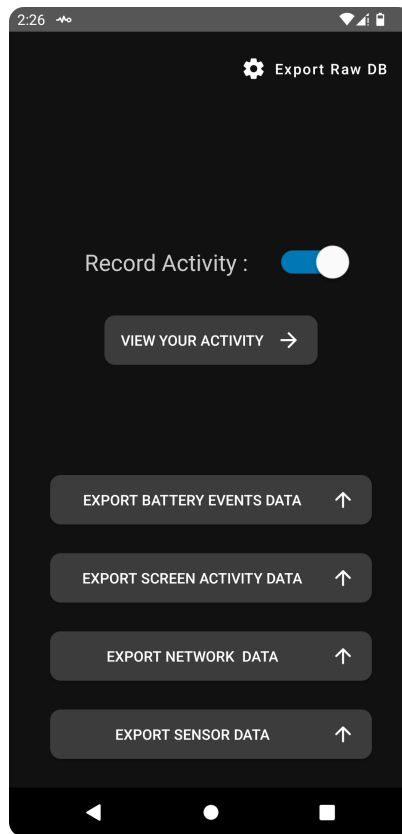 2:26
Export Raw DB
Record Activity :
VIEW YOUR ACTIVITY
EXPORT BATTERY EVENTS DATA
EXPORT SCREEN ACTIVITY DATA
EXPORT NETWORK DATA
EXPORT SENSOR DATA